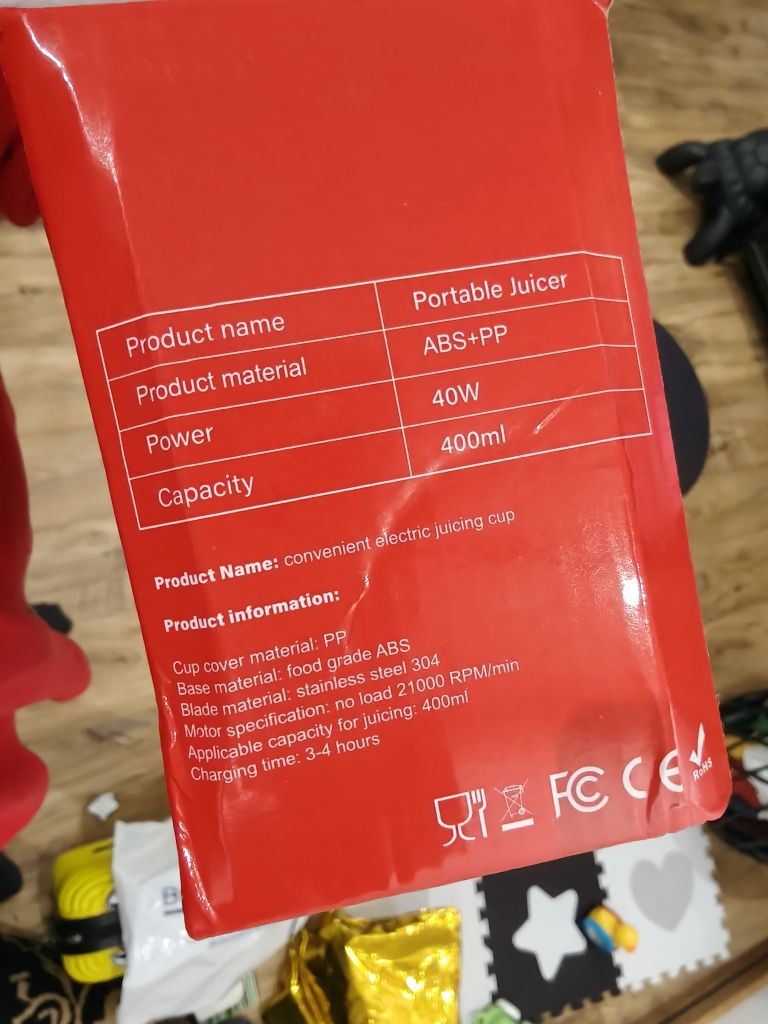 Product name Portable Juicer
Product material ABS+PP
Power 40W
Capacity 400ml
Product Name: convenient electric juicing cup
Product information:
Cup cover material: PP
Base material: food grade ABS
Blade material: stainless steel 304
Motor specification: no load 21000 RPM/min
Applicable capacity for juicing: 400ml
Charging time: 3-4 hours
FC CE RoHS